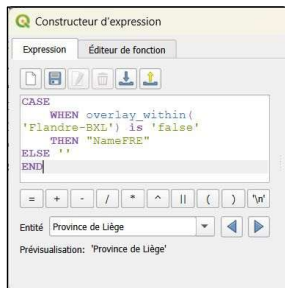 Constructeur d'expression
Expression Éditeur de fonction
CASE
WHEN overlay_within(
'Flandre-BXL') is 'false'
THEN "NameFRE"
ELSE ''
END
= + - / * ^ || ( ) '\n'
Entité Province de Liège
Prévisualisation: 'Province de Liège'